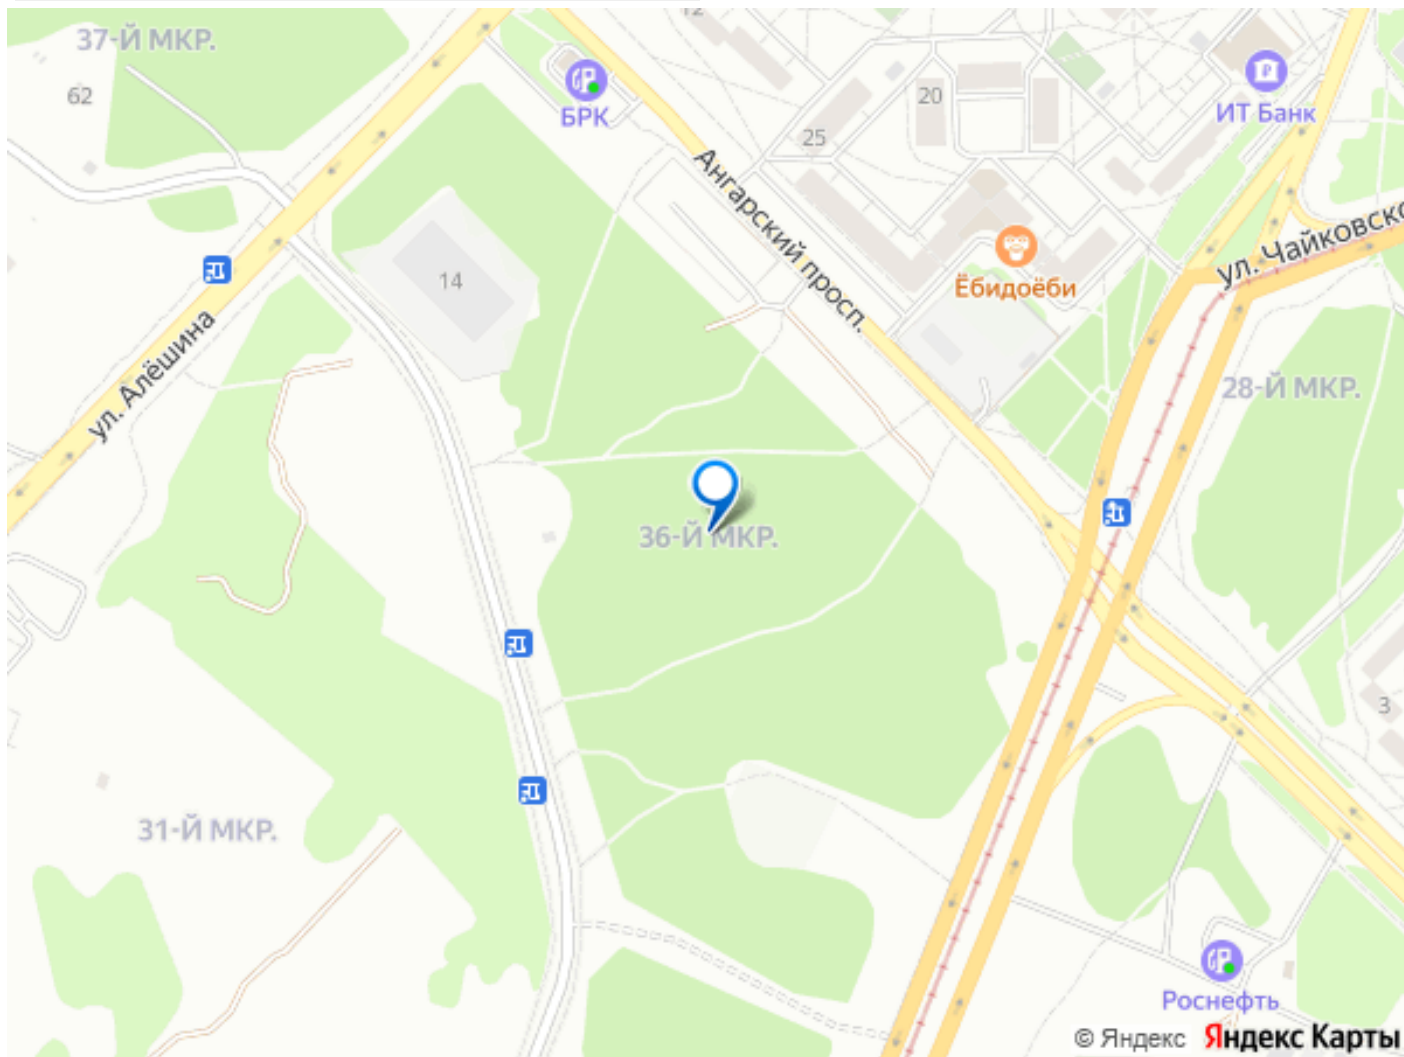 37-Й МКР.
62
БРК
12
20
25
ИТ Банк
Ангарский просп.
Ёбидоёби
ул. Чайковско
14
ул. Алёшина
28-Й МКР.
36-Й МКР.
3
31-Й МКР.
Роснефть
© Яндекс Яндекс Карты